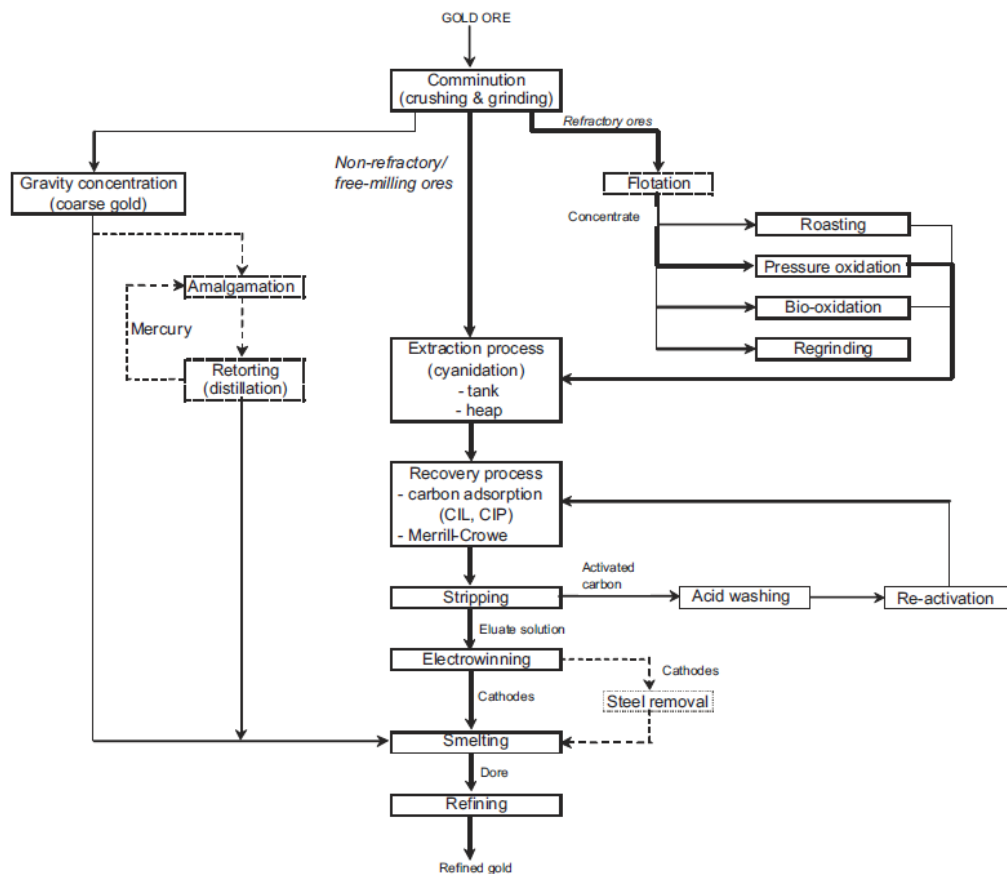 GOLD ORE
Comminution
(crushing & grinding)
Refractory ores
Non-refractory/
free-milling ores
Gravity concentration
(coarse gold)
Flotation
Concentrate
Roasting
Pressure oxidation
Bio-oxidation
Regrinding
Amalgamation
Mercury
Retorting
(distillation)
Extraction process
(cyanidation)
- tank
- heap
Recovery process
- carbon adsorption
(CIL, CIP)
- Merrill-Crowe
Activated
carbon
Stripping
Acid washing
Re-activation
Eluate solution
Electrowinning
Cathodes
Cathodes
Steel removal
Smelting
Dore
Refining
Refined gold